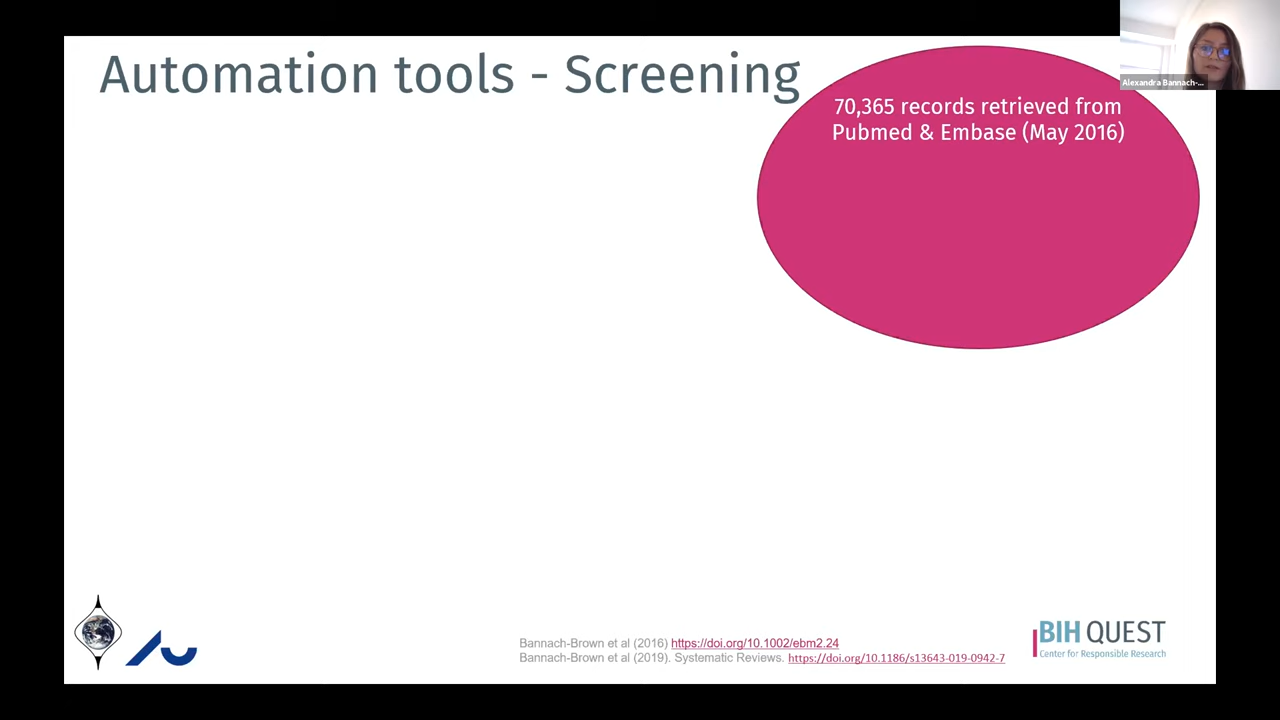 Automation tools - Screening
70,365 records retrieved from
Pubmed & Embase (May 2016)
Alexandra Bannach-...
Bannach-Brown et al (2016) https://doi.org/10.1002/ebm2.24
Bannach-Brown et al (2019). Systematic Reviews. https://doi.org/10.1186/s13643-019-0942-7
BIH QUEST
Center for Responsible Research